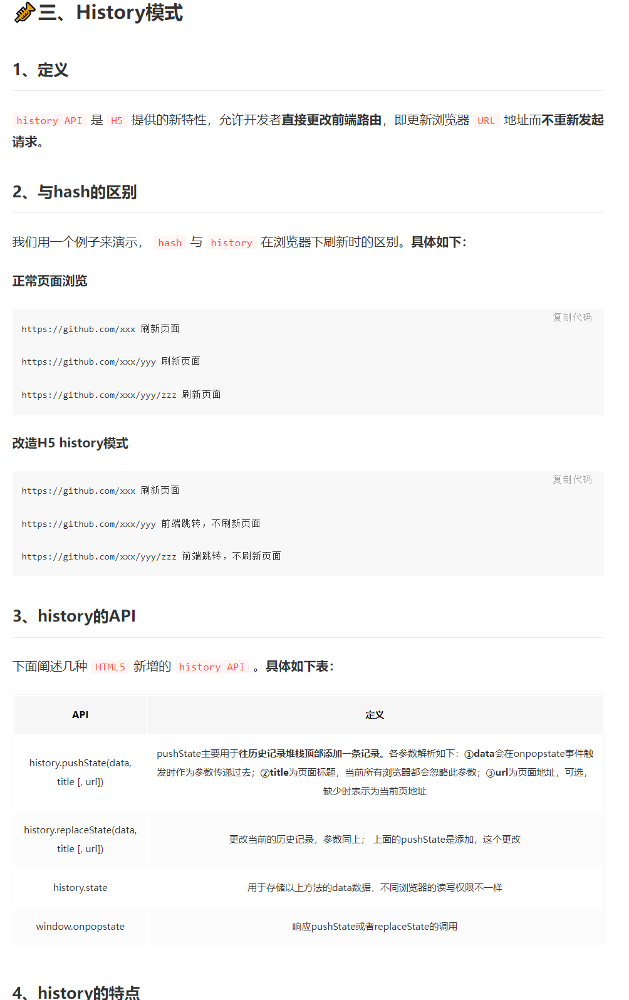 三、History模式
1、定义
history API 是 H5 提供的新特性，允许开发者直接更改前端路由，即更新浏览器 URL 地址而不重新发起
请求。
2、与hash的区别
我们用一个例子来演示， hash 与 history 在浏览器下刷新时的区别。具体如下：
正常页面浏览
复制代码
https://github.com/xxx 刷新页面
https://github.com/xxx/yyy 刷新页面
https://github.com/xxx/yyy/zzz 刷新页面
改造H5 history模式
复制代码
https://github.com/xxx 刷新页面
https://github.com/xxx/yyy 前端跳转，不刷新页面
https://github.com/xxx/yyy/zzz 前端跳转，不刷新页面
3、history的API
下面阐述几种 HTML5 新增的 history API 。具体如下表：
API 定义
history.pushState(data,
title [, url])
pushState主要用于往历史记录堆栈顶部添加一条记录。各参数解析如下：①data会在onpopstate事件触
发时作为参数传递过去；②title为页面标题，当前所有浏览器都会忽略此参数；③url为页面地址，可选，
缺少时表示为当前页地址
history.replaceState(data,
title [, url])
更改当前的历史记录，参数同上； 上面的pushState是添加，这个更改
history.state 用于存储以上方法的data数据，不同浏览器的读写权限不一样
window.onpopstate 响应pushState或者replaceState的调用
4、history的特点